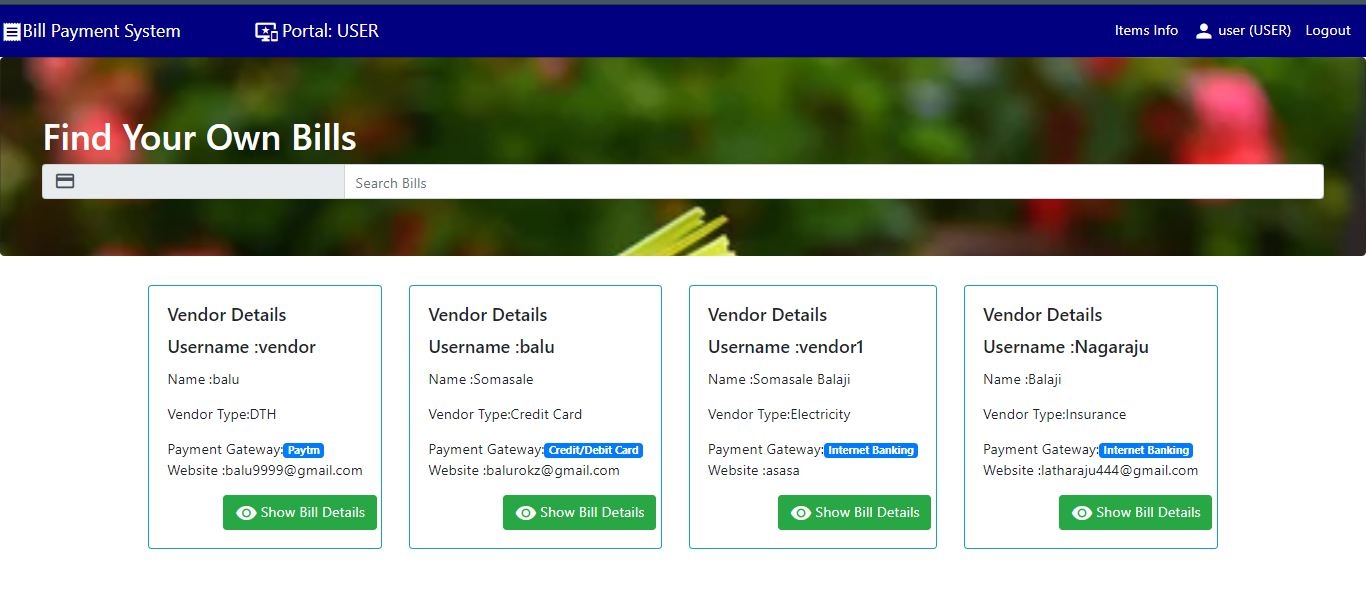 Bill Payment System
Portal: USER
Items Info
user (USER)
Logout
Find Your Own Bills
Search Bills
Vendor Details
Username :vendor
Name :balu
Vendor Type:DTH
Payment Gateway:Paytm
Website :balu9999@gmail.com
Show Bill Details
Vendor Details
Username :balu
Name :Somasale
Vendor Type:Credit Card
Payment Gateway:Credit/Debit Card
Website :balurokz@gmail.com
Show Bill Details
Vendor Details
Username :vendor1
Name :Somasale Balaji
Vendor Type:Electricity
Payment Gateway:Internet Banking
Website :asasa
Show Bill Details
Vendor Details
Username :Nagaraju
Name :Balaji
Vendor Type:Insurance
Payment Gateway:Internet Banking
Website :latharaju444@gmail.com
Show Bill Details